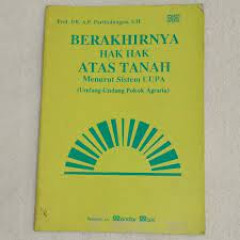 Prof. DR. A.P. Parlindungan, S.H
BERAKHIRNYA
HAK HAK
ATAS TANAH
Menurut Sistem UUPA
(Undang-Undang Pokok Agraria)
Mandar Maju